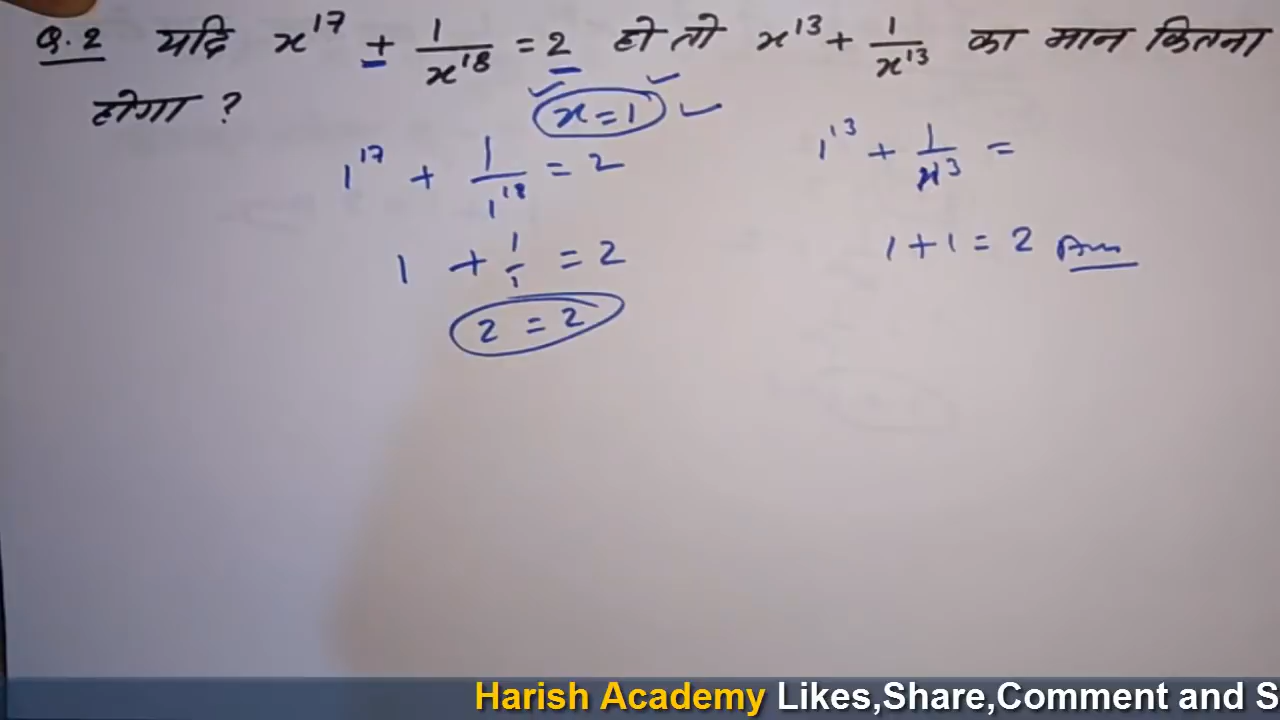 Q.2 यदि x¹⁷ + 1/x¹⁸ = 2 हो तो x¹³ + 1/x¹³ का मान कितना
होगा ?
x = 1
1¹⁷ + 1/1¹⁸ = 2
1 + 1/1 = 2
2 = 2
1¹³ + 1/x¹³ =
1 + 1 = 2 Ans
Harish Academy Likes,Share,Comment and S